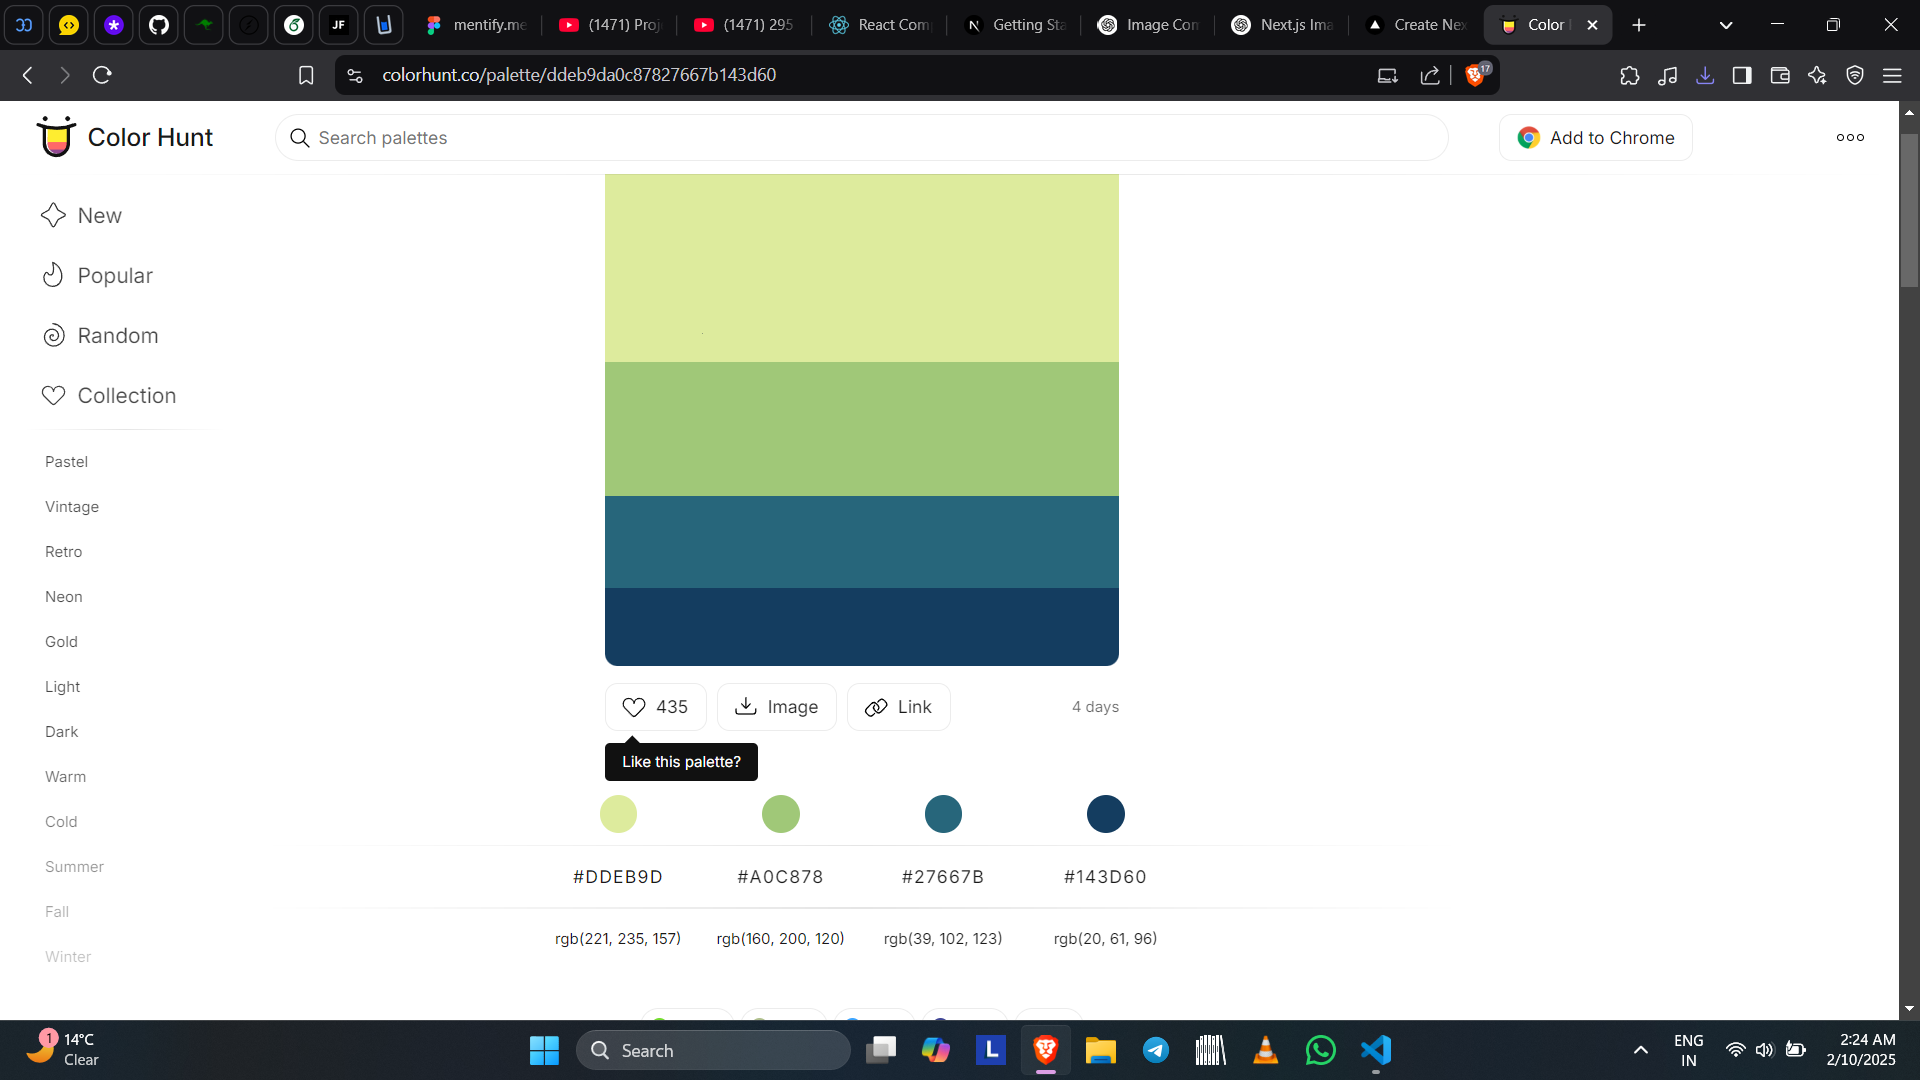 JF
mentify.me
(1471) Proj
(1471) 295
React Com
Getting Sta
Image Con
Next.js Ima
Create Nex
Color
colorhunt.co/palette/ddeb9da0c87827667b143d60
17
Color Hunt
Search palettes
Add to Chrome
New
Popular
Random
Collection
Pastel
Vintage
Retro
Neon
Gold
Light
Dark
Warm
Cold
Summer
Fall
Winter
435
Image
Link
4 days
Like this palette?
#DDEB9D #A0C878 #27667B #143D60
rgb(221, 235, 157) rgb(160, 200, 120) rgb(39, 102, 123) rgb(20, 61, 96)
1
14°C
Clear
Search
L
ENG
IN
2:24 AM
2/10/2025